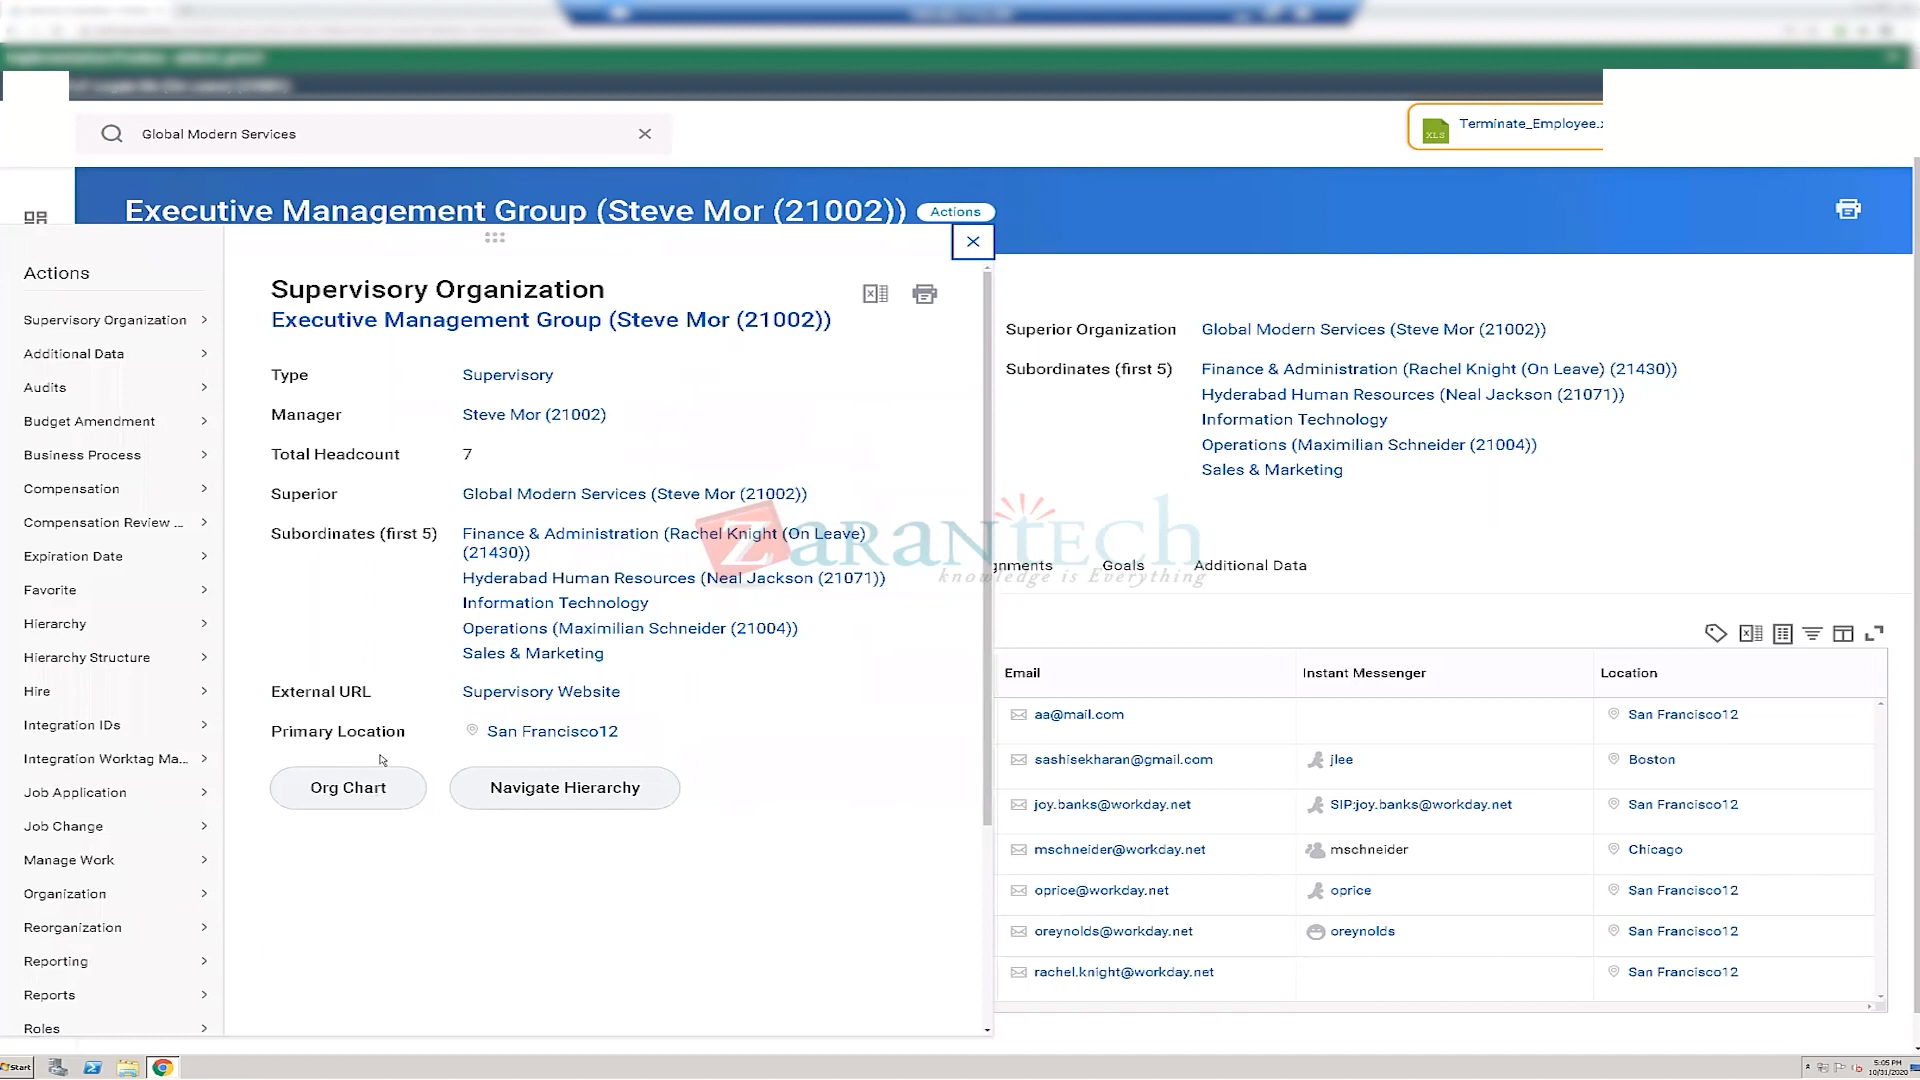 Global Modern Services
XLS
Terminate_Employee.x
Executive Management Group (Steve Mor (21002))
Actions
Actions
Supervisory Organization
Additional Data
Audits
Budget Amendment
Business Process
Compensation
Compensation Review ...
Expiration Date
Favorite
Hierarchy
Hierarchy Structure
Hire
Integration IDs
Integration Worktag Ma...
Job Application
Job Change
Manage Work
Organization
Reorganization
Reporting
Reports
Roles
Supervisory Organization
Executive Management Group (Steve Mor (21002))
Type Supervisory
Manager Steve Mor (21002)
Total Headcount 7
Superior Global Modern Services (Steve Mor (21002))
Subordinates (first 5) Finance & Administration (Rachel Knight (On Leave)
(21430))
Hyderabad Human Resources (Neal Jackson (21071))
Information Technology
Operations (Maximilian Schneider (21004))
Sales & Marketing
External URL Supervisory Website
Primary Location San Francisco12
Org Chart Navigate Hierarchy
Superior Organization Global Modern Services (Steve Mor (21002))
Subordinates (first 5) Finance & Administration (Rachel Knight (On Leave) (21430))
Hyderabad Human Resources (Neal Jackson (21071))
Information Technology
Operations (Maximilian Schneider (21004))
Sales & Marketing
ZaranTech
knowledge is Everything
gnments Goals Additional Data
Email Instant Messenger Location
aa@mail.com San Francisco12
sashisekharan@gmail.com jlee Boston
joy.banks@workday.net SIP:joy.banks@workday.net San Francisco12
mschneider@workday.net mschneider Chicago
oprice@workday.net oprice San Francisco12
oreynolds@workday.net oreynolds San Francisco12
rachel.knight@workday.net San Francisco12
Start
5:05 PM
10/31/2020